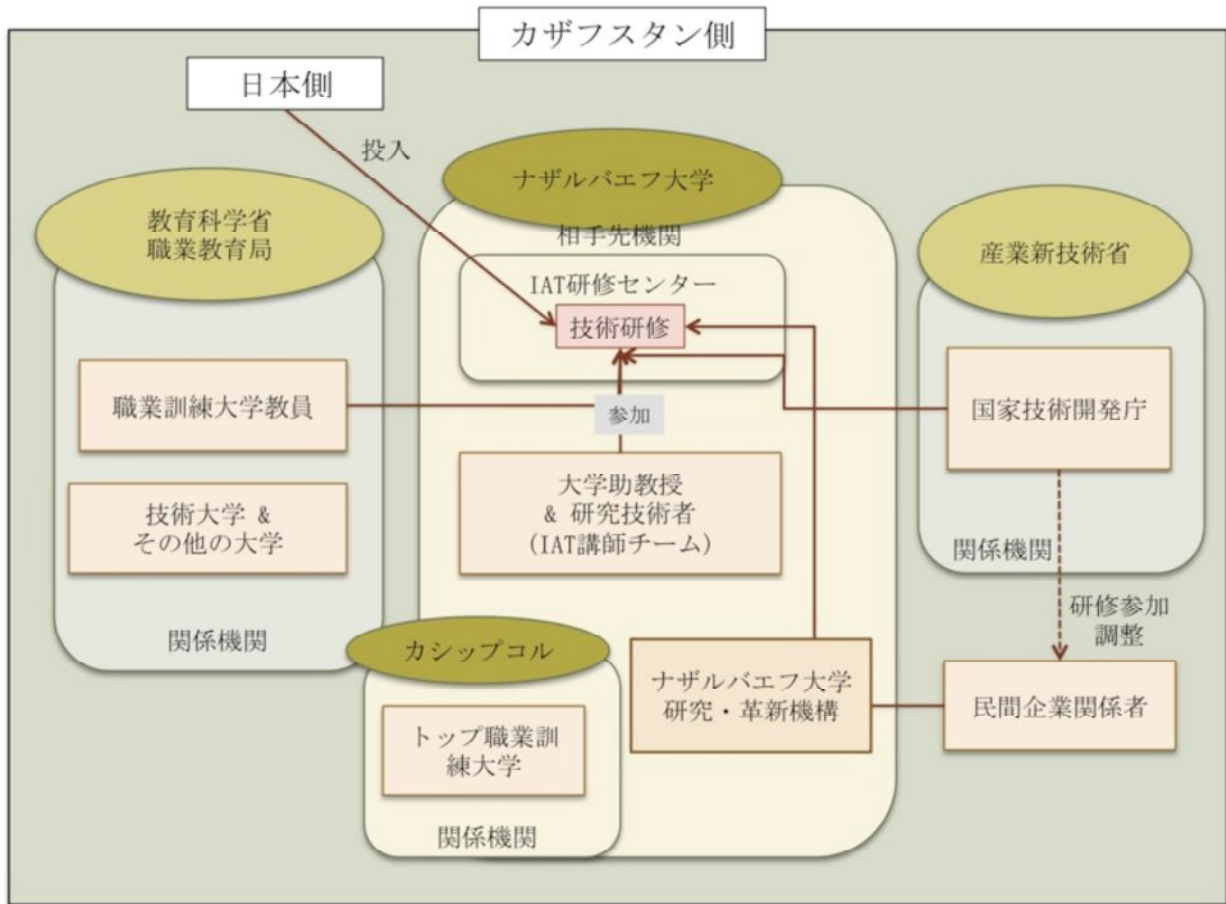 カザフスタン側
日本側
投入
ナザルバエフ大学
相手先機関
IAT研修センター
技術研修
教育科学省
職業教育局
職業訓練大学教員
技術大学 &
その他の大学
関係機関
参加
大学助教授
& 研究技術者
(IAT講師チーム)
産業新技術省
国家技術開発庁
関係機関
研修参加
調整
民間企業関係者
ナザルバエフ大学
研究・革新機構
カシップコル
トップ職業訓
練大学
関係機関